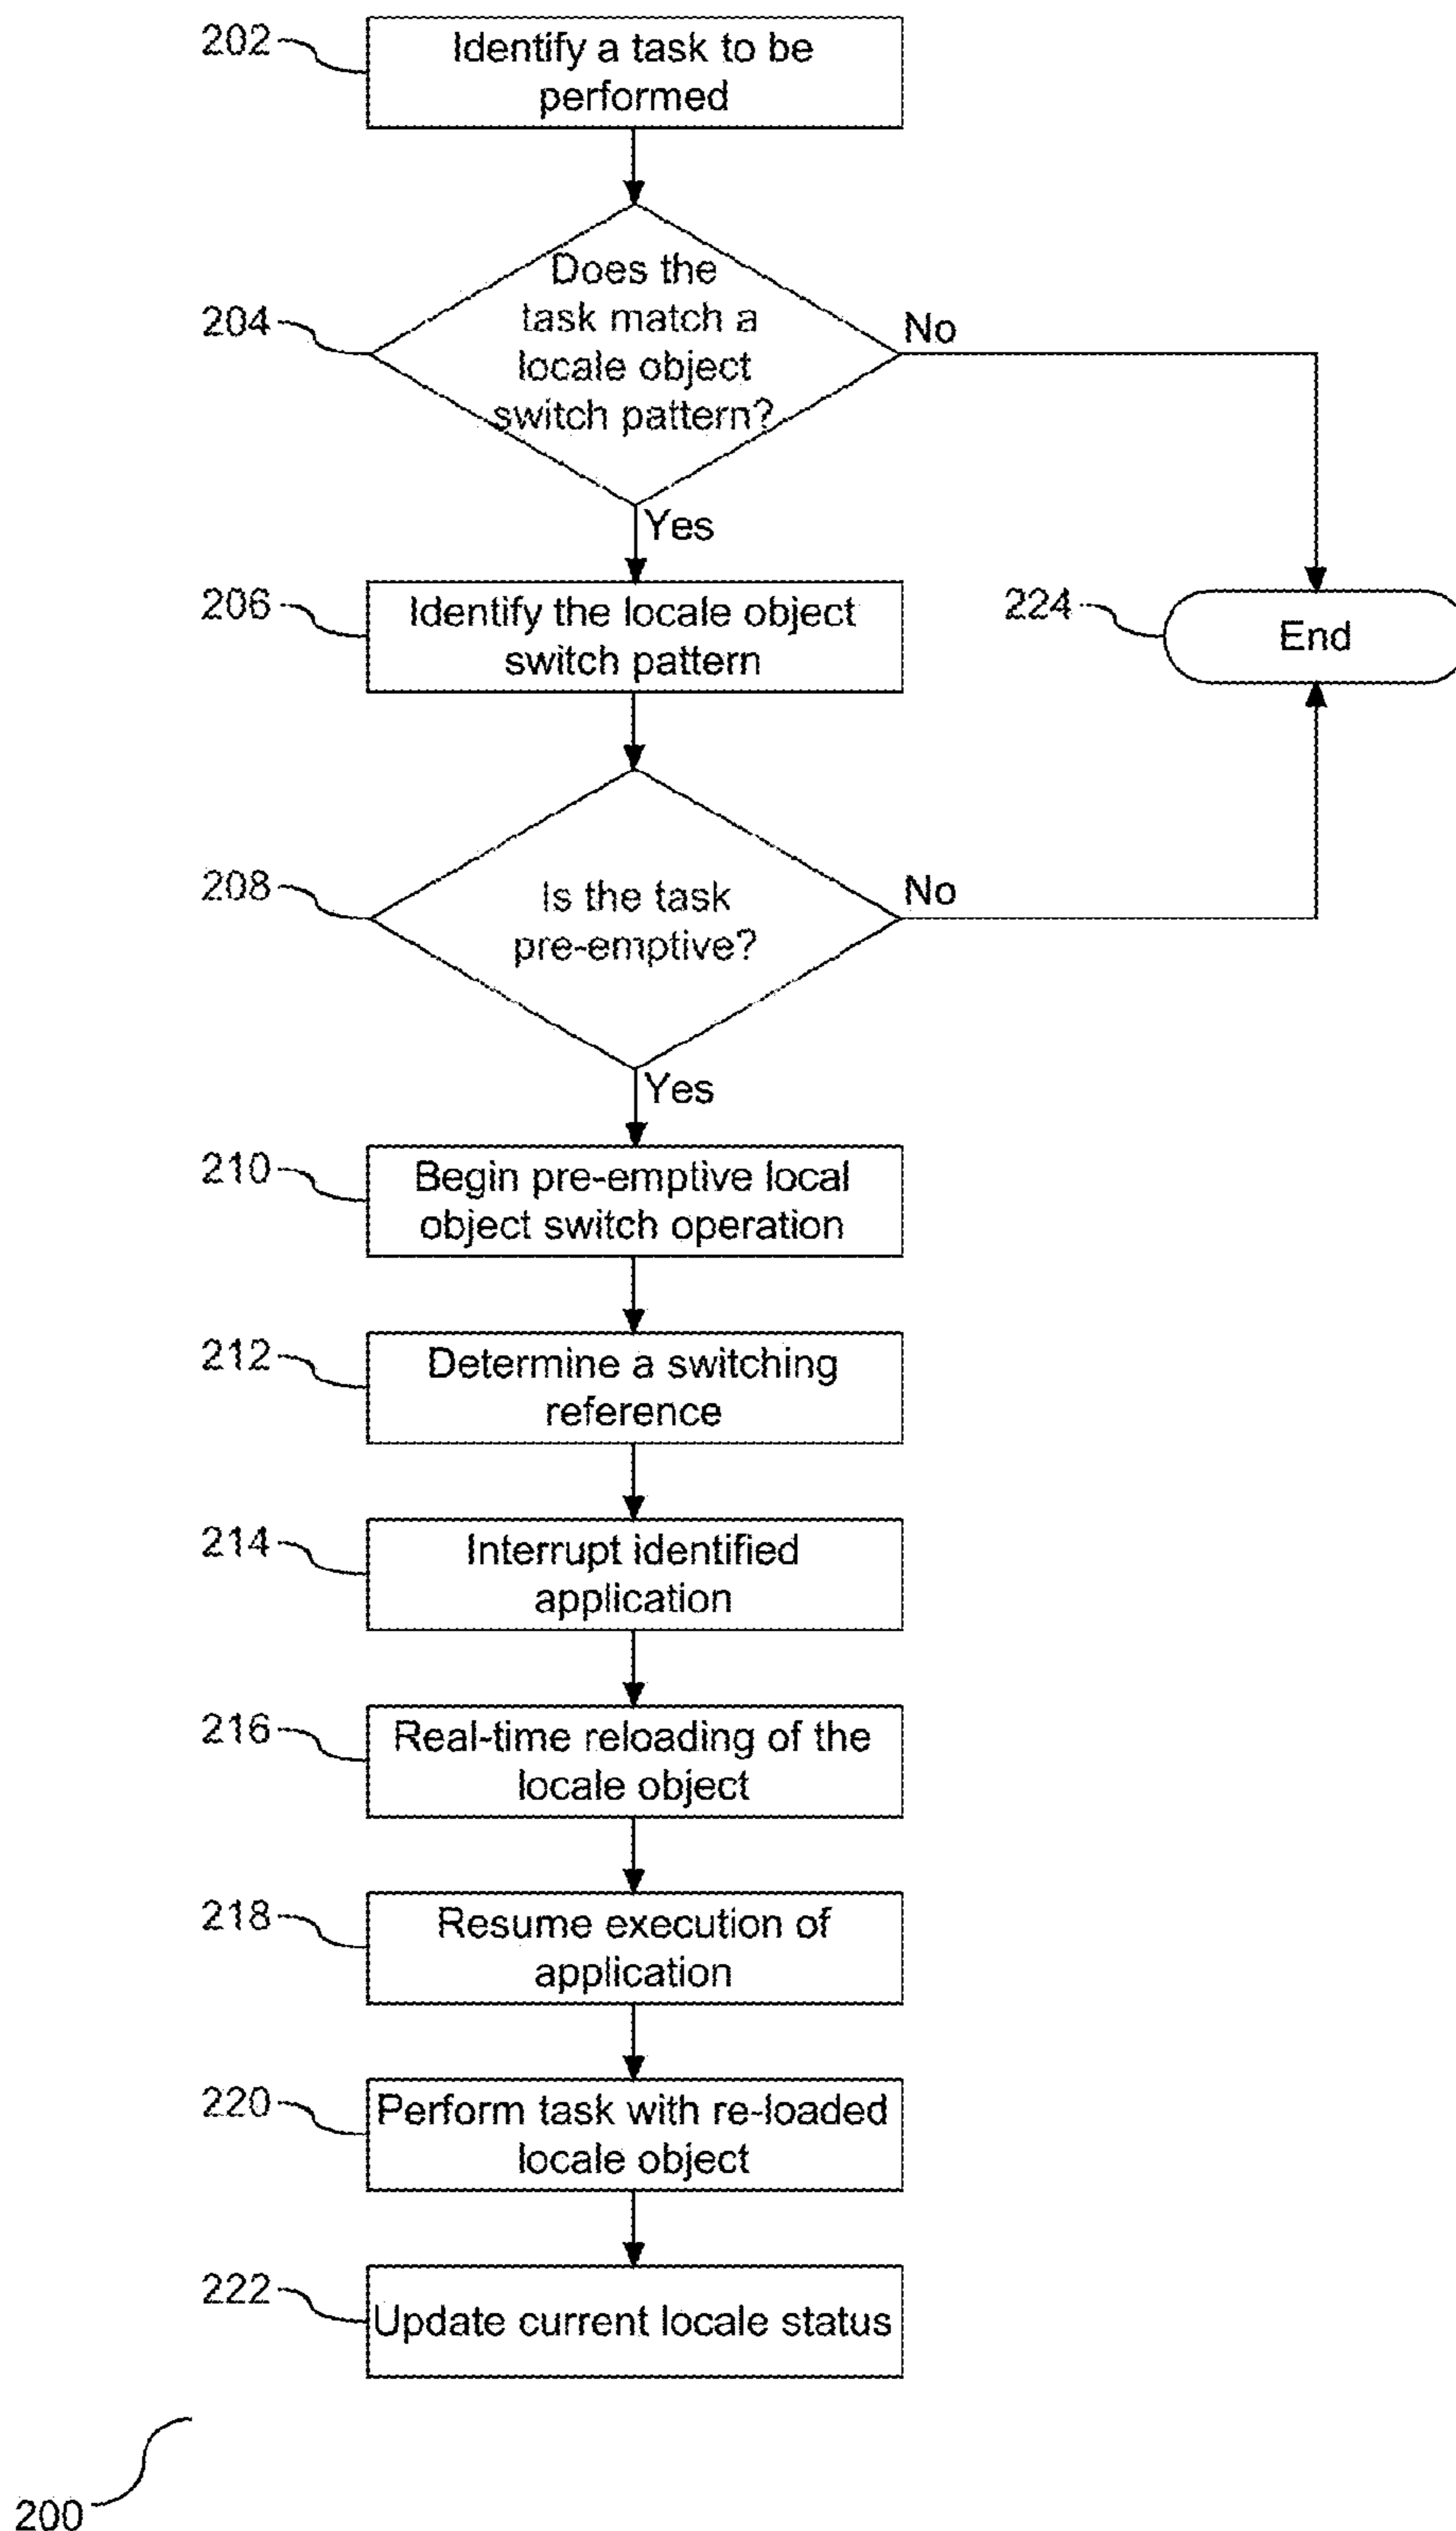 202
Identify a task to be
performed
204
Does the
task match a
locale object
switch pattern?
No
Yes
206
Identify the locale object
switch pattern
224
End
208
Is the task
pre-emptive?
No
Yes
210
Begin pre-emptive local
object switch operation
212
Determine a switching
reference
214
Interrupt identified
application
216
Real-time reloading of the
locale object
218
Resume execution of
application
220
Perform task with re-loaded
locale object
222
Update current locale status
200